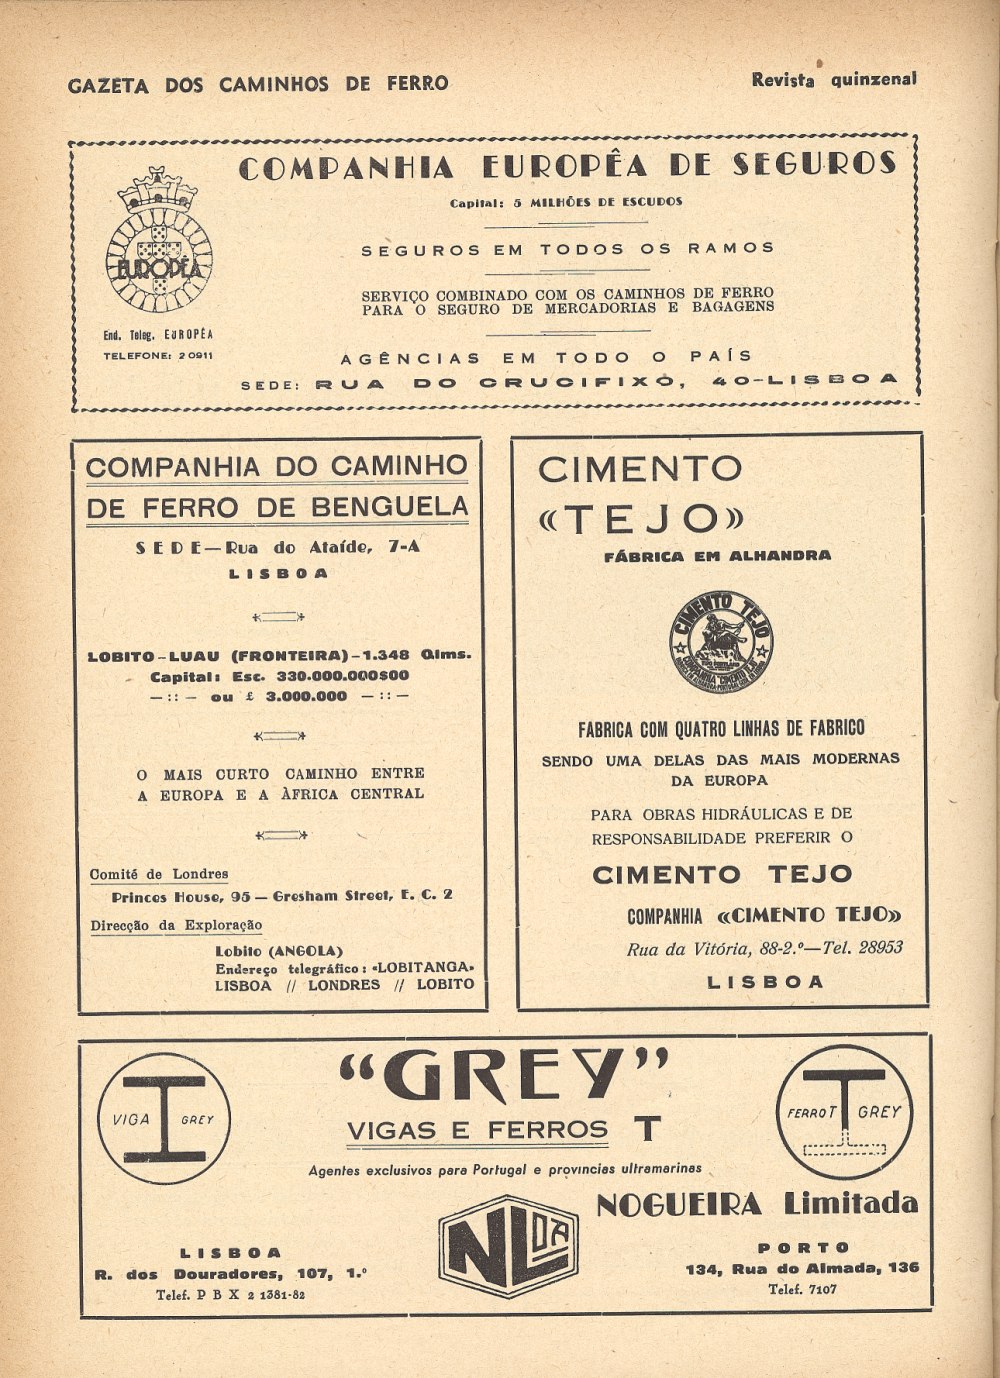 GAZETA DOS CAMINHOS DE FERRO
Revista quinzenal
COMPANHIA EUROPÊA DE SEGUROS
Capital: 5 MILHÕES DE ESCUDOS
SEGUROS EM TODOS OS RAMOS
SERVIÇO COMBINADO COM OS CAMINHOS DE FERRO
PARA O SEGURO DE MERCADORIAS E BAGAGENS
EUROPÊA
End. Teleg. EUROPÊA
TELEFONE: 20911
AGÊNCIAS EM TODO O PAÍS
SEDE: RUA DO CRUCIFIXO, 40-LISBOA
COMPANHIA DO CAMINHO
DE FERRO DE BENGUELA
SEDE—Rua do Ataíde, 7-A
LISBOA
LOBITO-LUAU (FRONTEIRA)-1.348 Qlms.
Capital: Esc. 330.000.000$00
—::— ou £ 3.000.000 —::—
O MAIS CURTO CAMINHO ENTRE
A EUROPA E A ÀFRICA CENTRAL
Comité de Londres
Princes House, 95 — Gresham Street, E. C. 2
Direcção da Exploração
Lobito (ANGOLA)
Endereço telegráfico: «LOBITANGA»
LISBOA // LONDRES // LOBITO
CIMENTO
«TEJO»
FÁBRICA EM ALHANDRA
CIMENTO TEJO
COMPANHIA "CIMENTO TEJO"
FABRICA COM QUATRO LINHAS DE FABRICO
SENDO UMA DELAS DAS MAIS MODERNAS
DA EUROPA
PARA OBRAS HIDRÁULICAS E DE
RESPONSABILIDADE PREFERIR O
CIMENTO TEJO
COMPANHIA «CIMENTO TEJO»
Rua da Vitória, 88-2.º—Tel. 28953
LISBOA
VIGA GREY
"GREY"
VIGAS E FERROS T
FERRO T GREY
Agentes exclusivos para Portugal e provincias ultramarinas
NOGUEIRA Limitada
NLDA
LISBOA
R. dos Douradores, 107, 1.º
Telef. P B X 2 1381-82
PORTO
134, Rua do Almada, 136
Telef. 7107